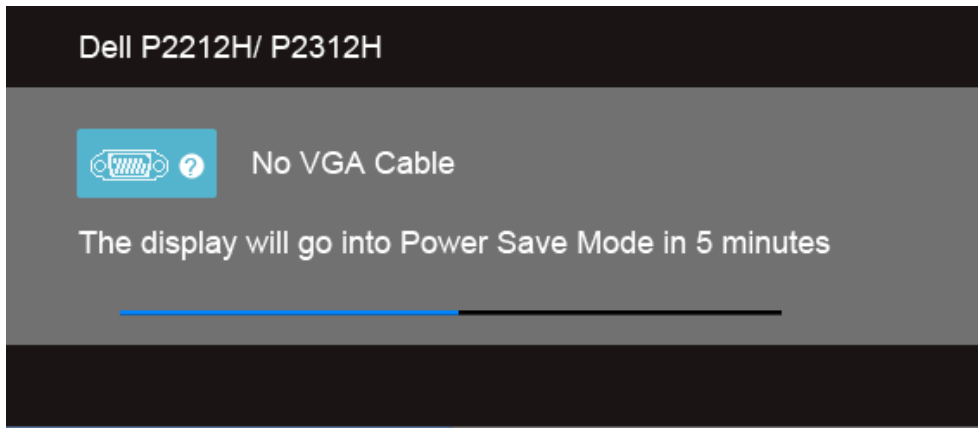 Dell P2212H/ P2312H
? No VGA Cable
The display will go into Power Save Mode in 5 minutes